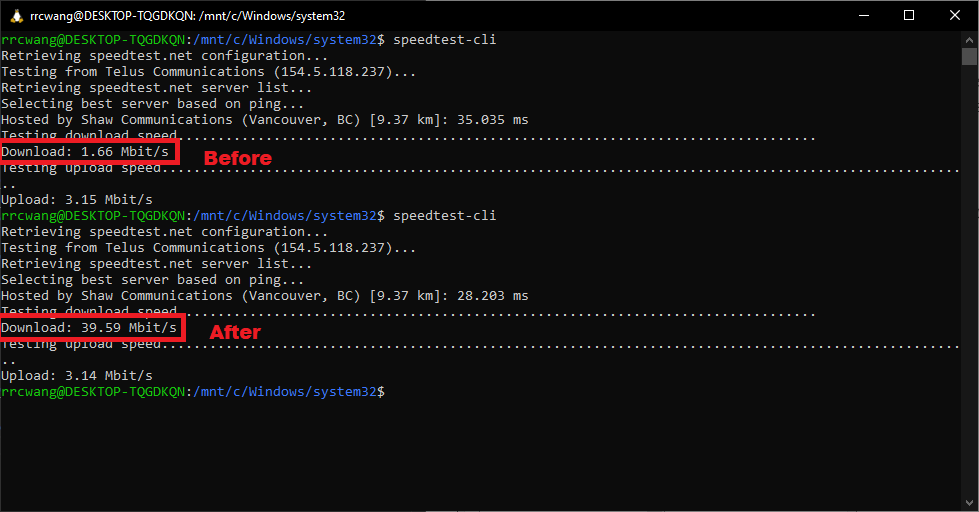 rrcwang@DESKTOP-TQGDKQN: /mnt/c/Windows/system32
rrcwang@DESKTOP-TQGDKQN:/mnt/c/Windows/system32$ speedtest-cli
Retrieving speedtest.net configuration...
Testing from Telus Communications (154.5.118.237)...
Retrieving speedtest.net server list...
Selecting best server based on ping...
Hosted by Shaw Communications (Vancouver, BC) [9.37 km]: 35.035 ms
Testing download speed................................................................................
Download: 1.66 Mbit/s Before
Testing upload speed....................................................................................................
..
Upload: 3.15 Mbit/s
rrcwang@DESKTOP-TQGDKQN:/mnt/c/Windows/system32$ speedtest-cli
Retrieving speedtest.net configuration...
Testing from Telus Communications (154.5.118.237)...
Retrieving speedtest.net server list...
Selecting best server based on ping...
Hosted by Shaw Communications (Vancouver, BC) [9.37 km]: 28.203 ms
Testing download speed................................................................................
Download: 39.59 Mbit/s After
Testing upload speed....................................................................................................
..
Upload: 3.14 Mbit/s
rrcwang@DESKTOP-TQGDKQN:/mnt/c/Windows/system32$